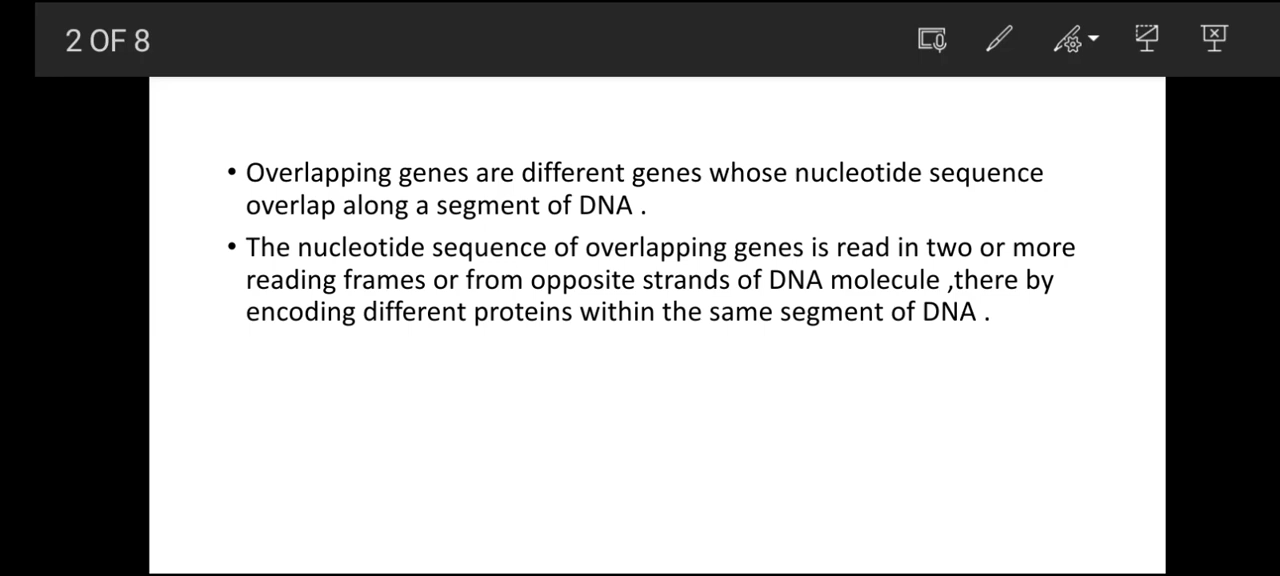 2 OF 8
• Overlapping genes are different genes whose nucleotide sequence
overlap along a segment of DNA .
• The nucleotide sequence of overlapping genes is read in two or more
reading frames or from opposite strands of DNA molecule ,there by
encoding different proteins within the same segment of DNA .